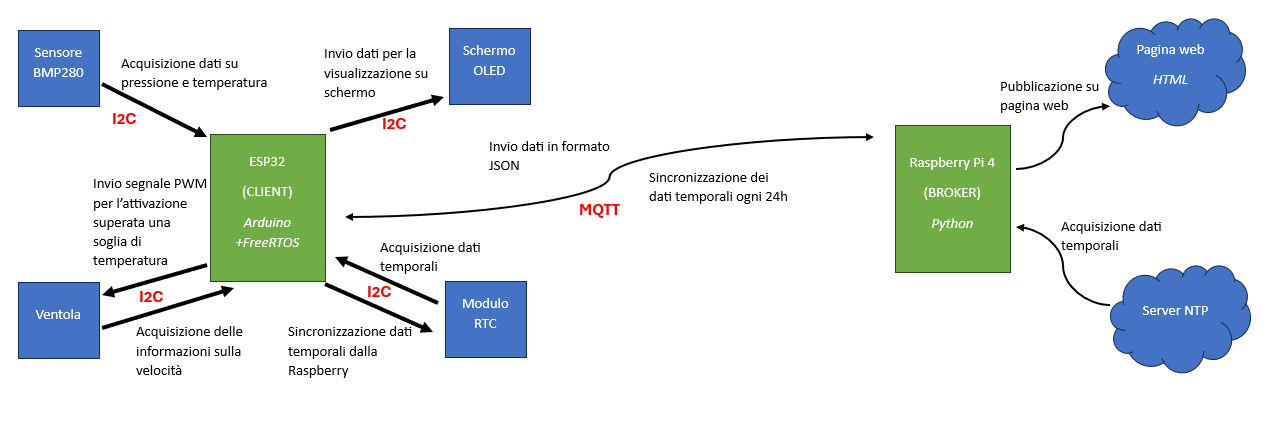 Sensore
BMP280
Acquisizione dati su
pressione e temperatura
I2C
Invio dati per la
visualizzazione su
schermo
I2C
Schermo
OLED
ESP32
(CLIENT)
Arduino
+FreeRTOS
Invio segnale PWM
per l’attivazione
superata una
soglia di
temperatura
I2C
Ventola
Acquisizione delle
informazioni sulla
velocità
Acquisizione dati
temporali
I2C
Modulo
RTC
Sincronizzazione dati
temporali dalla
Raspberry
Invio dati in formato
JSON
MQTT
Sincronizzazione dei
dati temporali ogni 24h
Raspberry Pi 4
(BROKER)
Python
Pubblicazione su
pagina web
Pagina web
HTML
Acquisizione dati
temporali
Server NTP